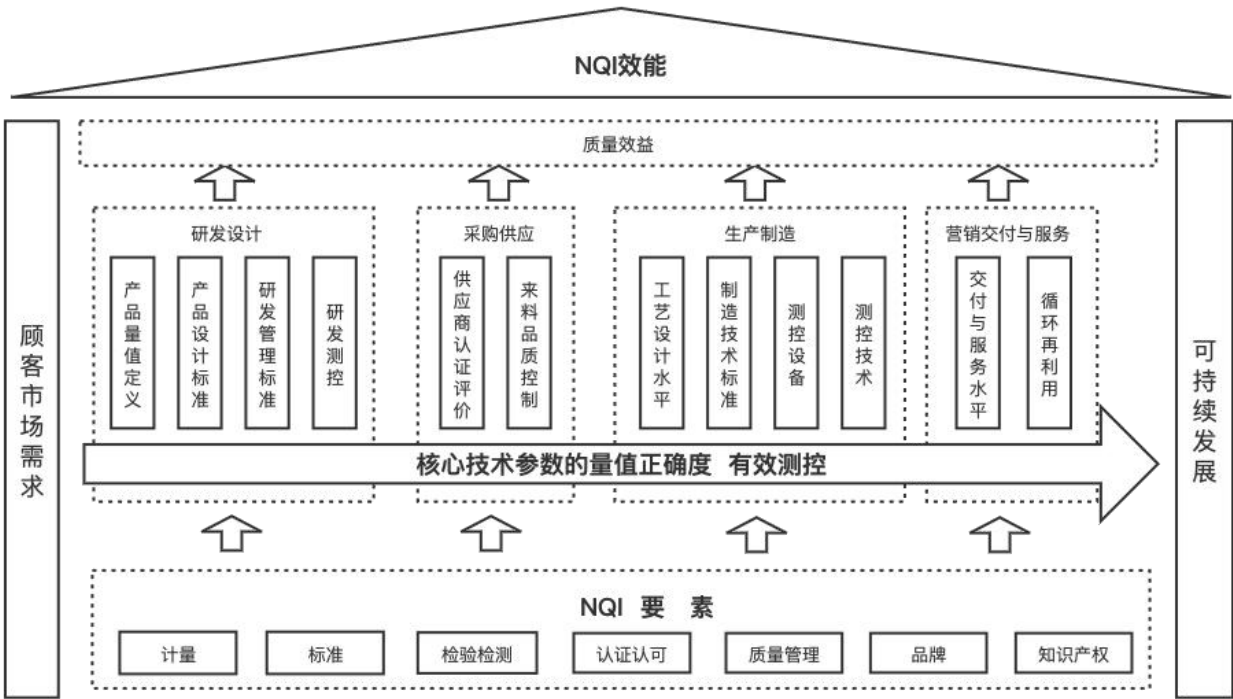 NQI效能
质量效益
顾客市场需求
研发设计
产品量值定义
产品设计标准
研发管理标准
研发测控
采购供应
供应商认证评价
来料品质控制
生产制造
工艺设计水平
制造技术标准
测控设备
测控技术
营销交付与服务
交付与服务水平
循环再利用
可持续发展
核心技术参数的量值正确度 有效测控
NQI 要 素
计量
标准
检验检测
认证认可
质量管理
品牌
知识产权